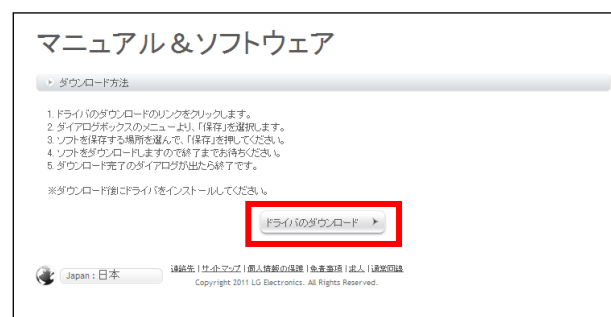 マニュアル＆ソフトウェア
ダウンロード方法
1. ドライバのダウンロードのリンクをクリックします。
2. ダイアログボックスのメニューより、「保存」を選択します。
3. ソフトを保存する場所を選んで、「保存」を押してください。
4. ソフトをダウンロードしますので終了までお待ちください。
5. ダウンロード完了のダイアログが出たら終了です。
※ダウンロード後にドライバをインストールしてください。
ドライバのダウンロード
Japan : 日本
連絡先 | サイトマップ | 個人情報の保護 | 免責事項 | 求人 | 通常回線
Copyright 2011 LG Electronics. All Rights Reserved.